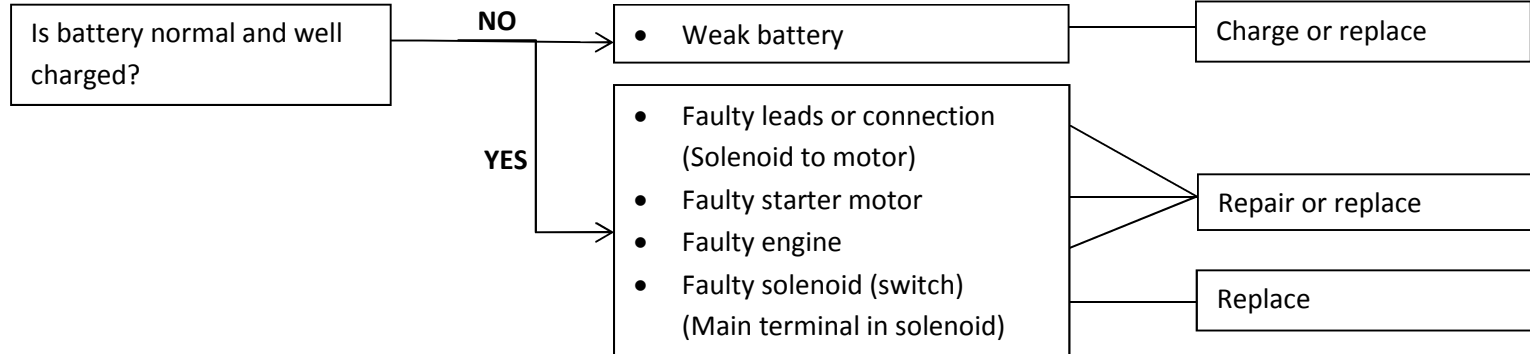 Is battery normal and well
charged?
NO
YES
• Weak battery
Charge or replace
• Faulty leads or connection
(Solenoid to motor)
• Faulty starter motor
• Faulty engine
• Faulty solenoid (switch)
(Main terminal in solenoid)
Repair or replace
Replace